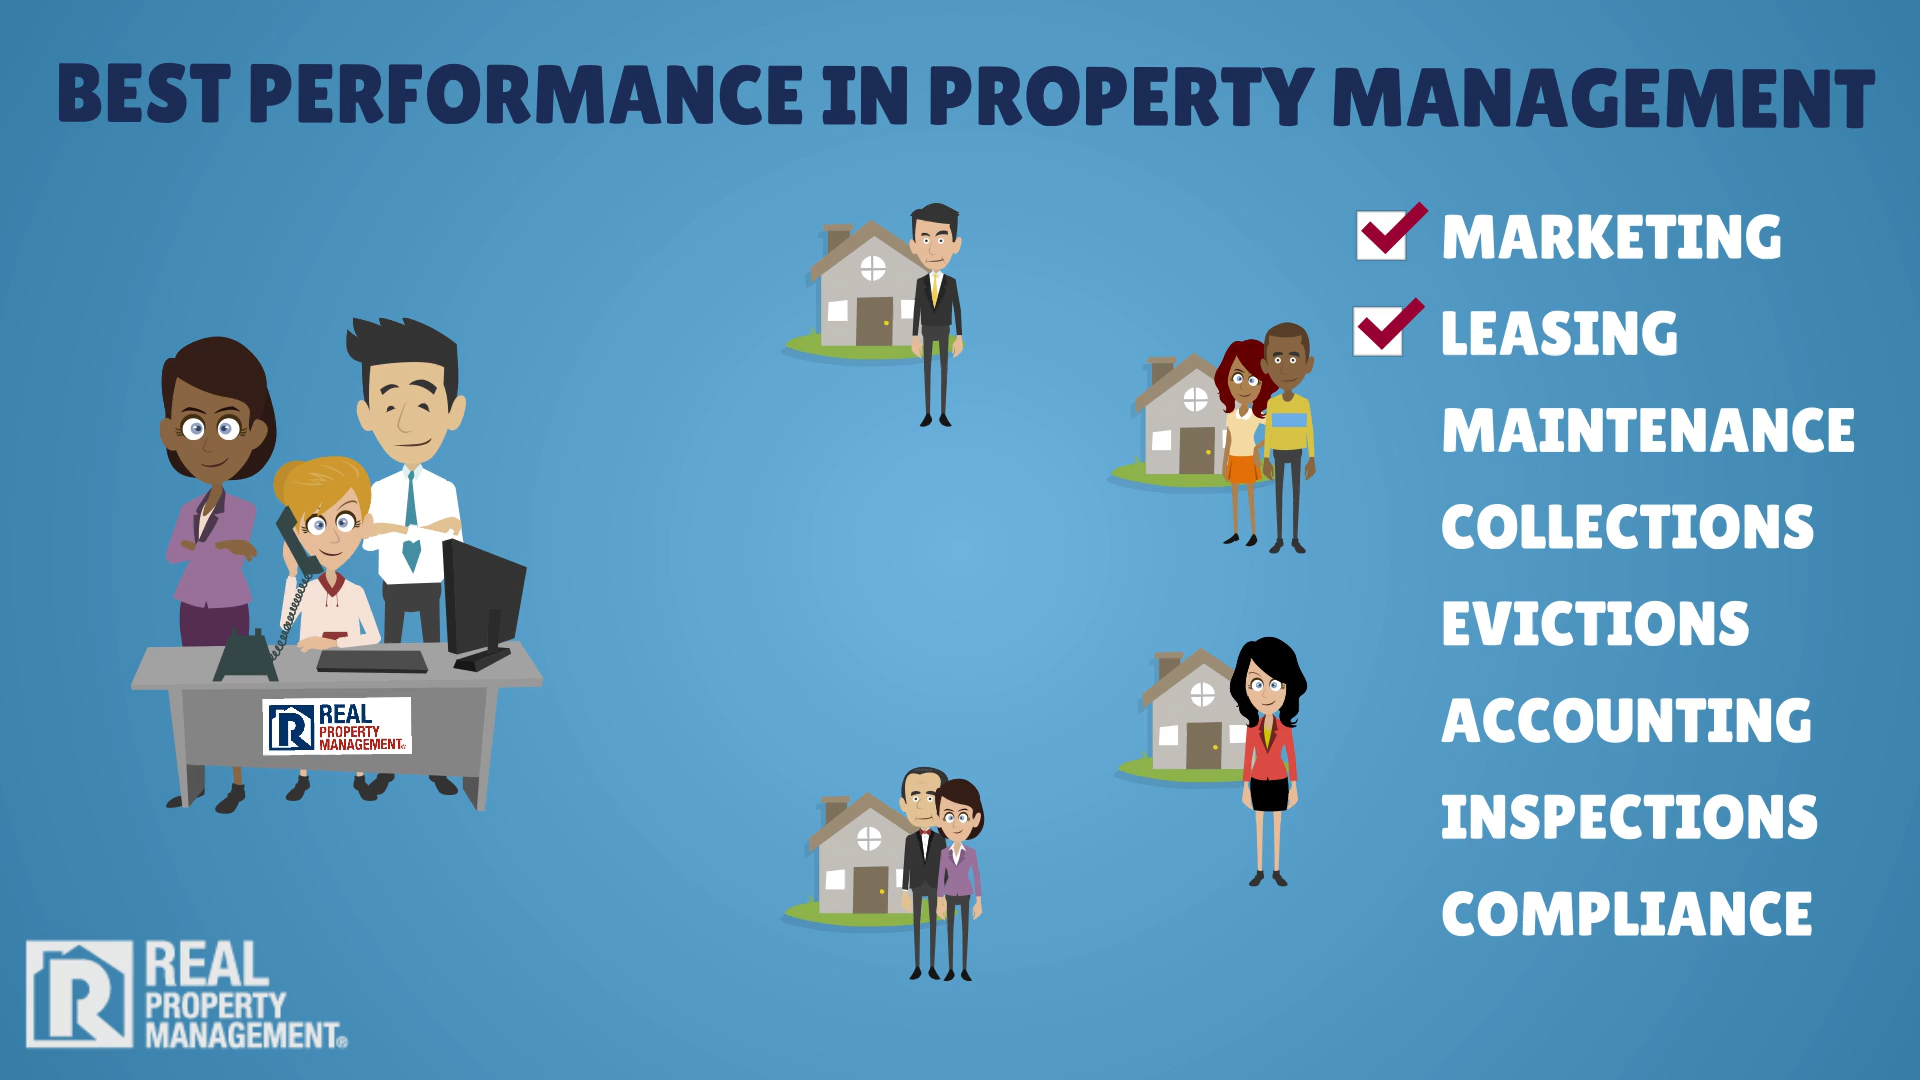 BEST PERFORMANCE IN PROPERTY MANAGEMENT
MARKETING
LEASING
MAINTENANCE
COLLECTIONS
EVICTIONS
ACCOUNTING
INSPECTIONS
COMPLIANCE
REAL
PROPERTY
MANAGEMENT
REAL
PROPERTY
MANAGEMENT®